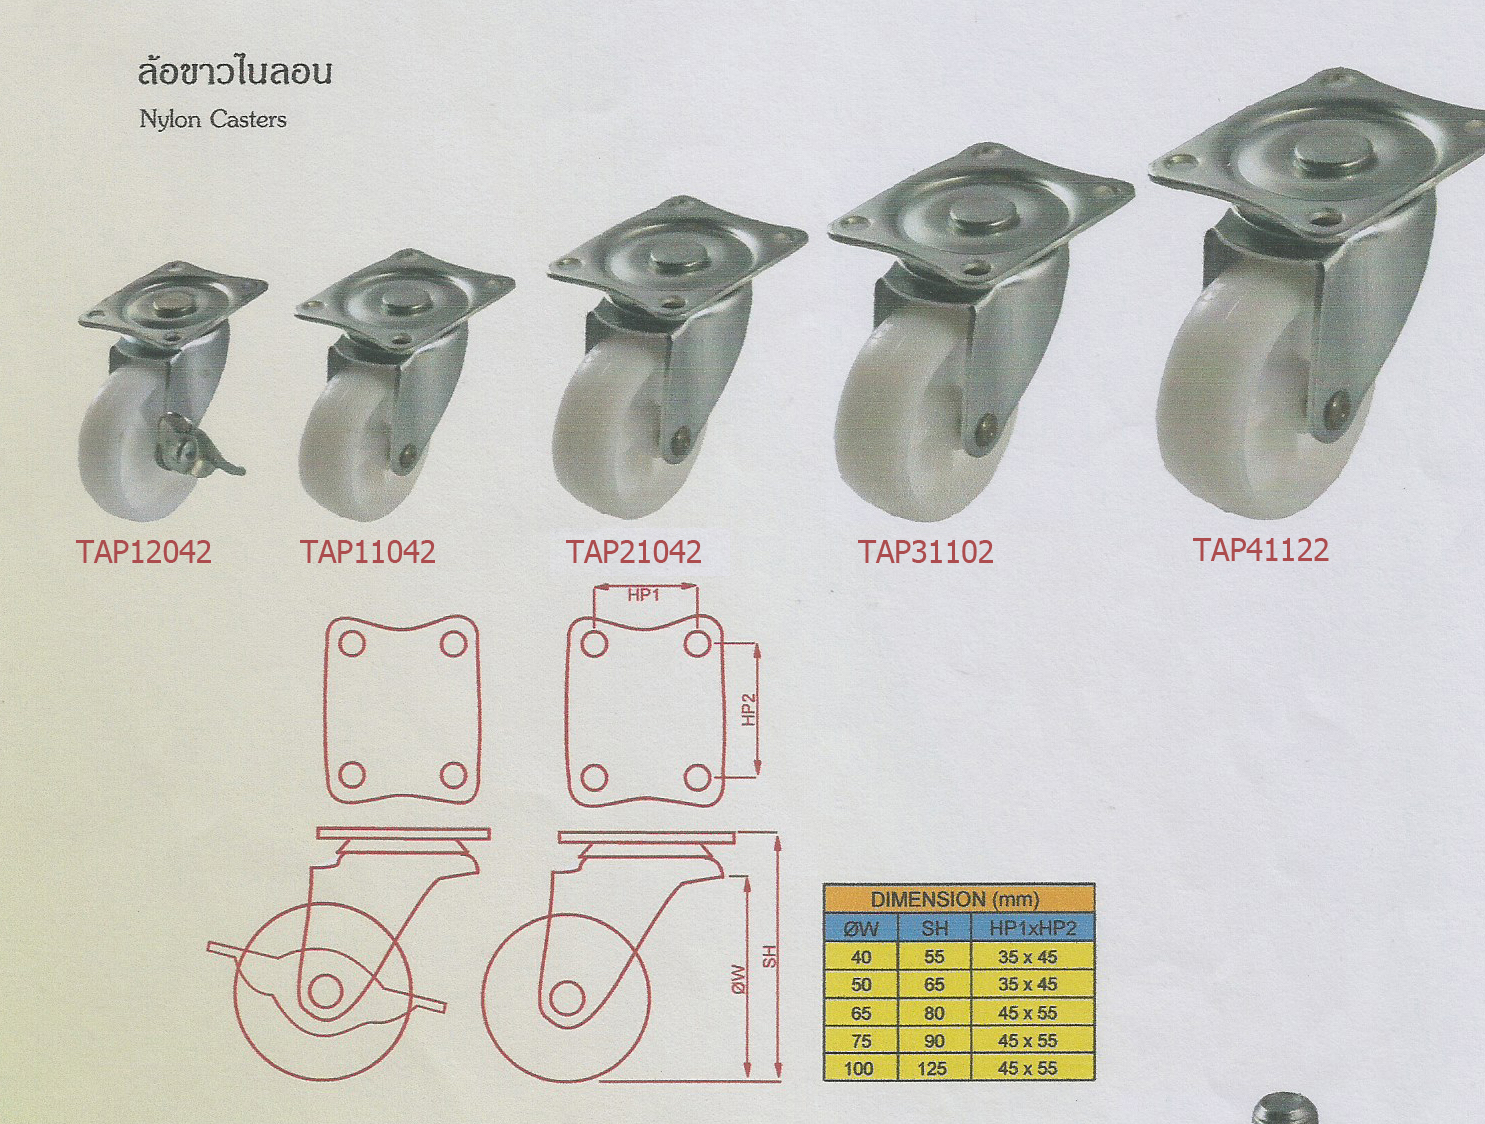 ล้อขาวไนลอน
Nylon Casters
TAP12042 TAP11042 TAP21042 TAP31102 TAP41122
HP1
HP2
ØW
SH
DIMENSION (mm)
ØW SH HP1xHP2
40 55 35 x 45
50 65 35 x 45
65 80 45 x 55
75 90 45 x 55
100 125 45 x 55